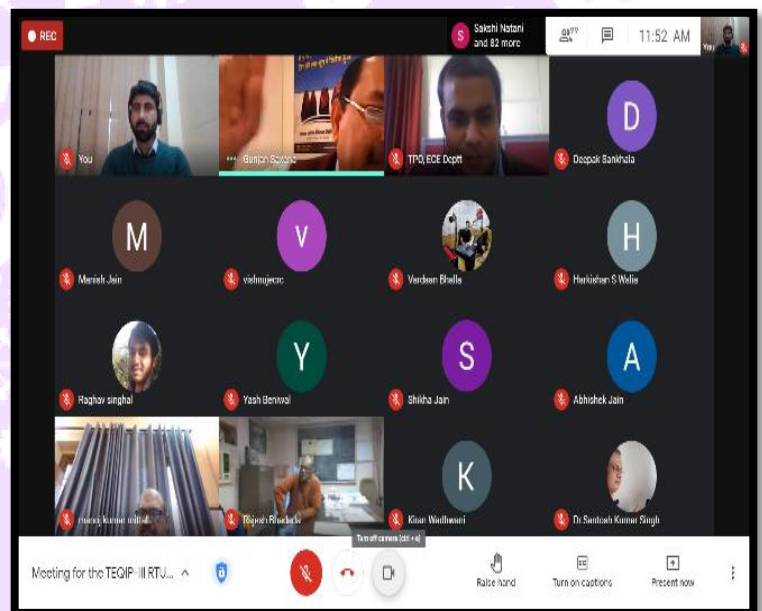 REC
S
Sakshi Natani
and 82 more
11:52 AM
You
You
Gunjan Saxena
TPO, ECE Deptt
D
Deepak Sankhala
M
Manish Jain
V
vishnujecrc
Vardaan Bhalla
H
Harkishan S Walia
Raghav singhal
Y
Yash Beniwal
S
Shikha Jain
A
Abhishek Jain
manoj kumar mittal
Rajesh Bhadada
K
Kiran Wadhwani
Dr. Santosh Kumar Singh
Turn off camera (ctrl + e)
Meeting for the TEQIP-III RTU...
Raise hand
Turn on captions
Present now